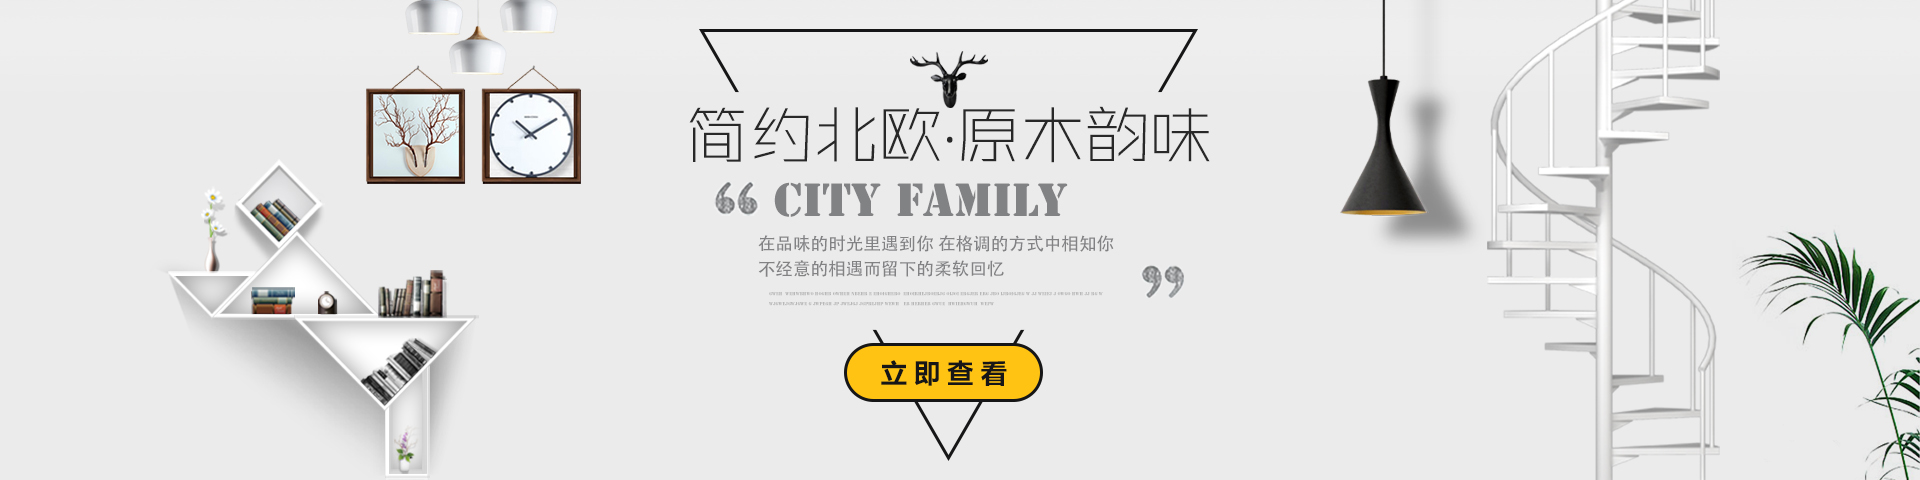 简约北欧·原木韵味
CITY FAMILY
在品味的时光里遇到你 在格调的方式中相知你
不经意的相遇而留下的柔软回忆
立即查看